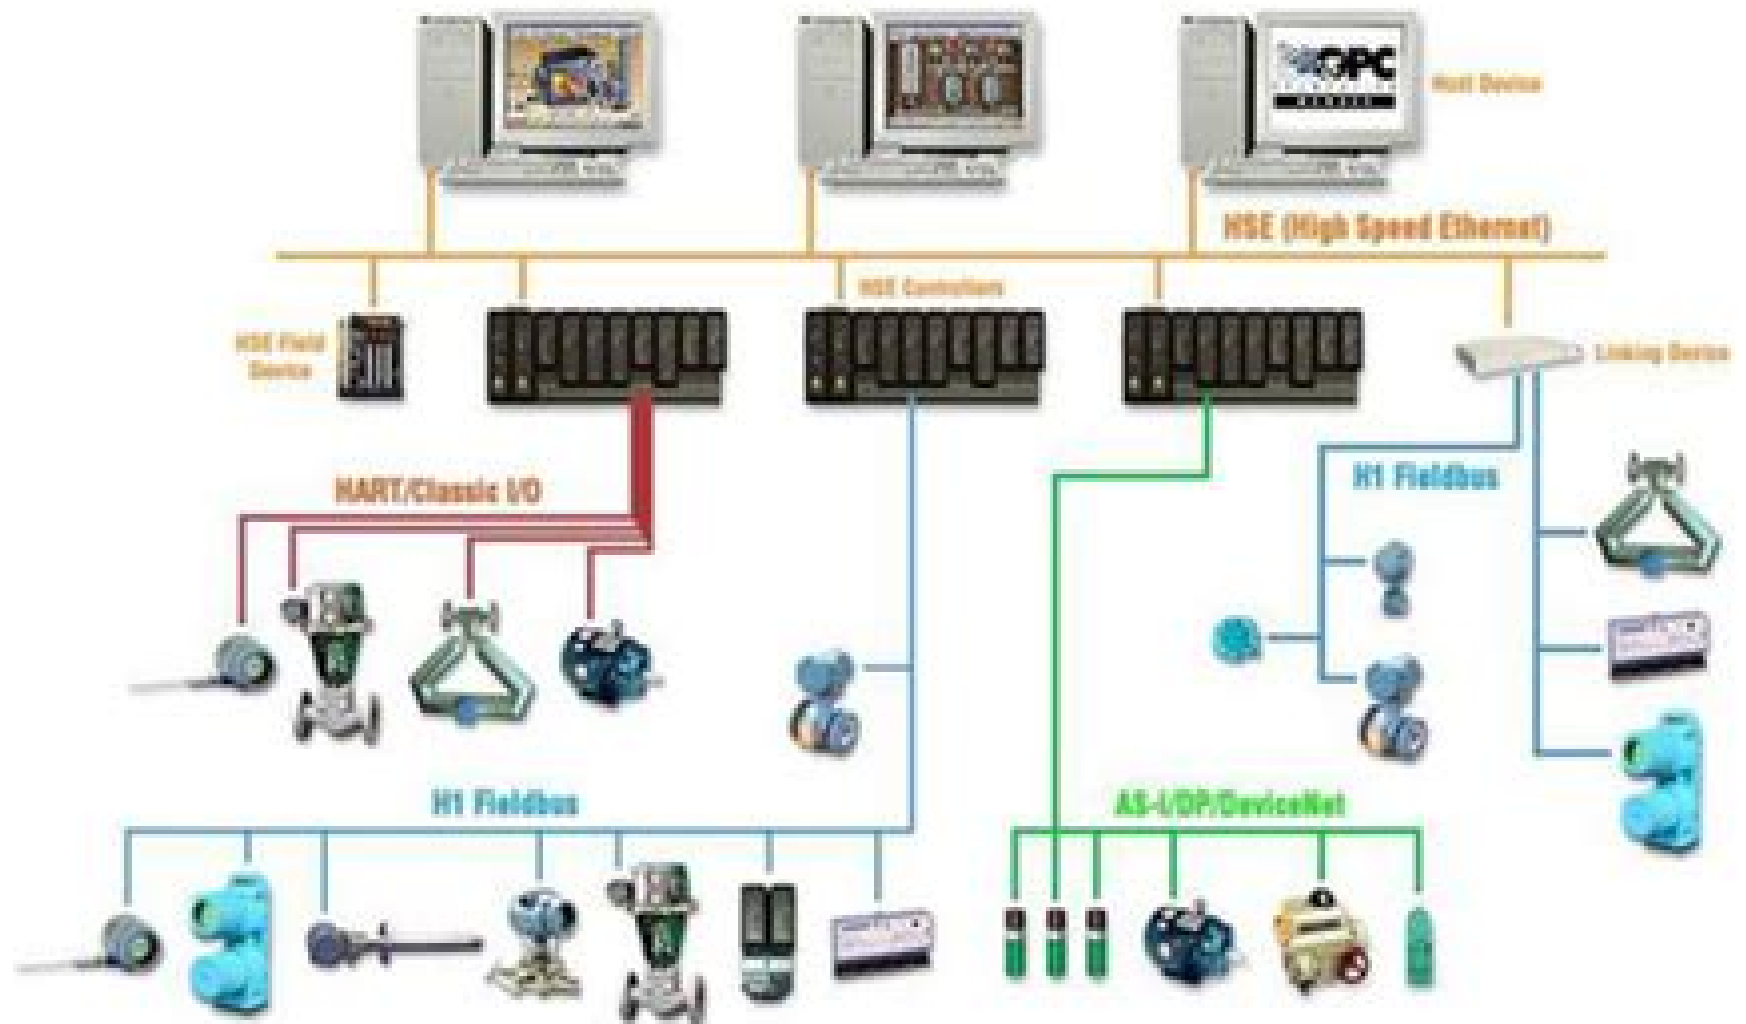 OPC
Host Device
HSE (High Speed Ethernet)
HSE Controllers
HSE Field
Device
Linking Device
HART/Classic I/O
H1 Fieldbus
H1 Fieldbus
AS-i/DP/DeviceNet